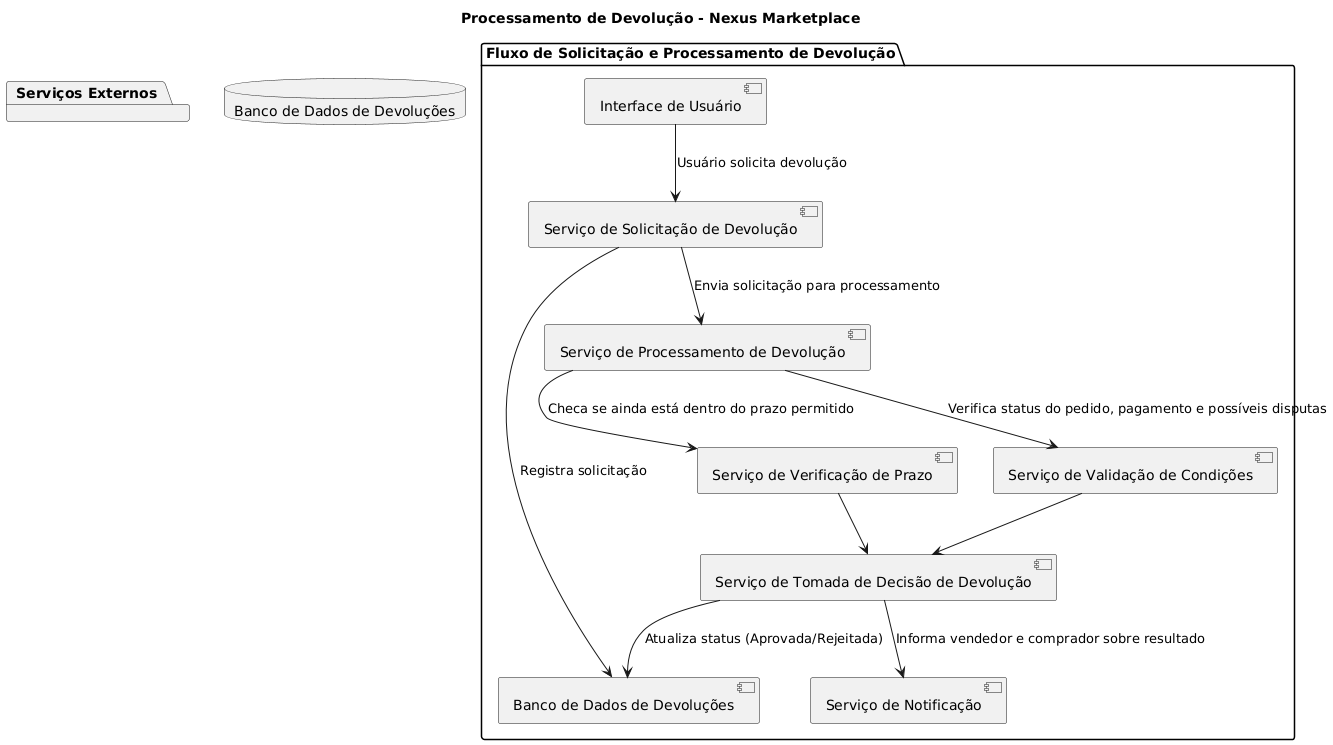 Processamento de Devolução - Nexus Marketplace
Fluxo de Solicitação e Processamento de Devolução
Serviços Externos
Banco de Dados de Devoluções
Interface de Usuário
Usuário solicita devolução
Serviço de Solicitação de Devolução
Envia solicitação para processamento
Serviço de Processamento de Devolução
Checa se ainda está dentro do prazo permitido
Verifica status do pedido, pagamento e possíveis disputas
Registra solicitação
Serviço de Verificação de Prazo
Serviço de Validação de Condições
Serviço de Tomada de Decisão de Devolução
Atualiza status (Aprovada/Rejeitada)
Informa vendedor e comprador sobre resultado
Banco de Dados de Devoluções
Serviço de Notificação